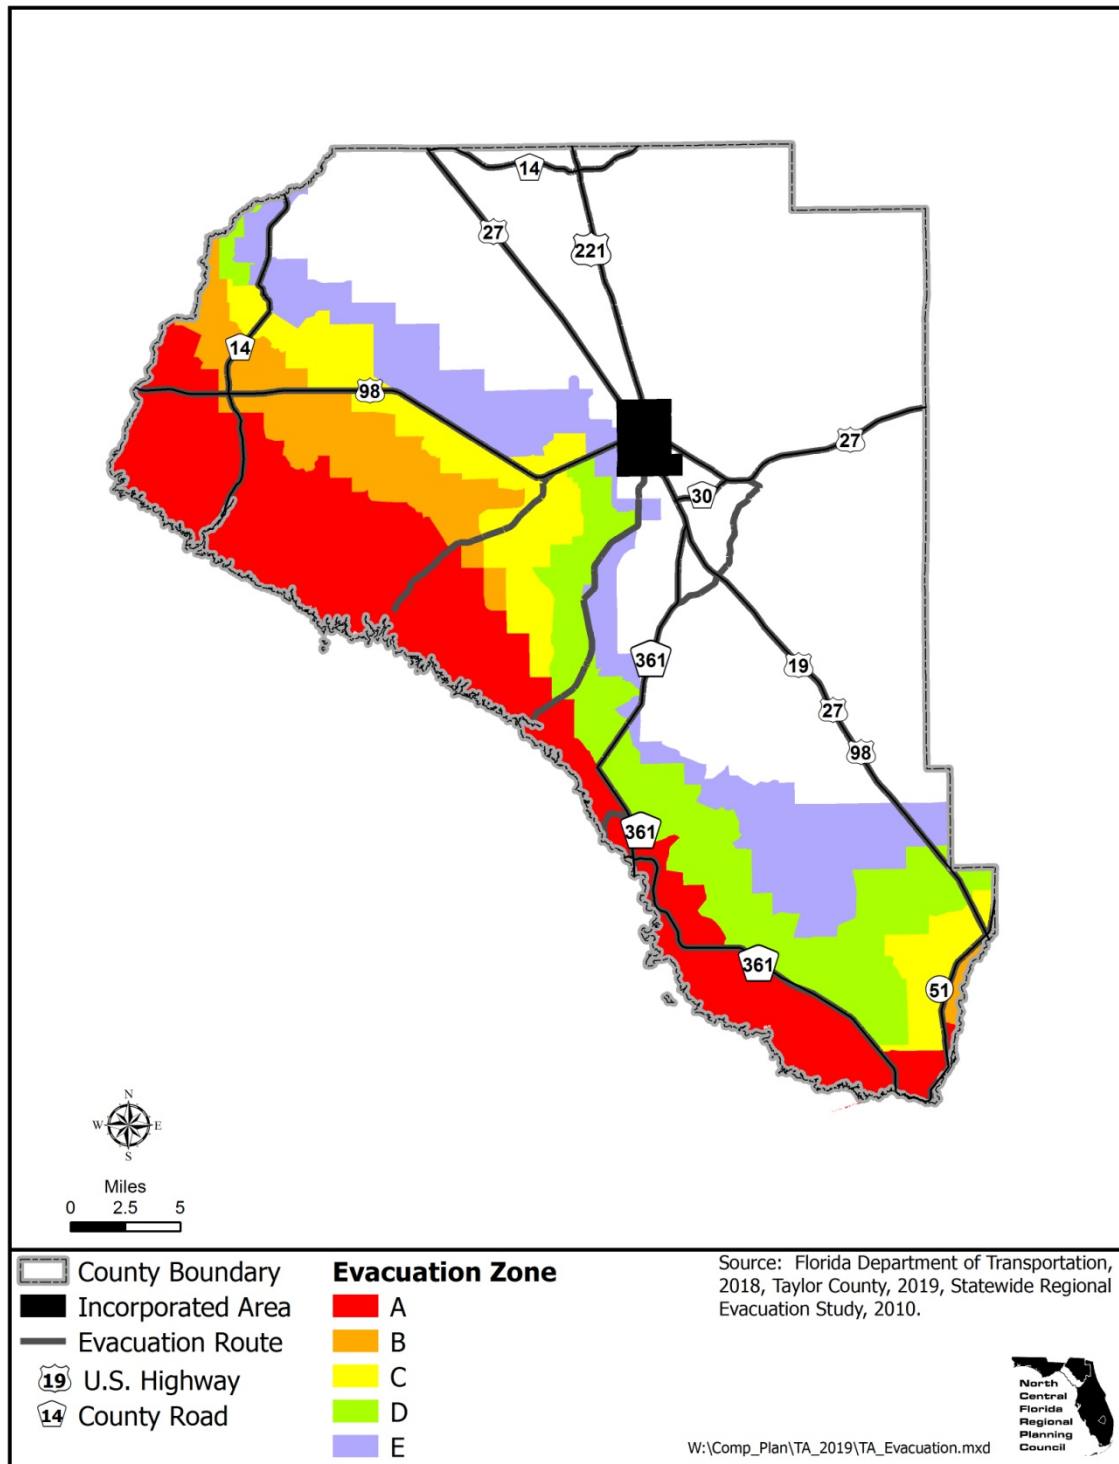 14
27
221
14
98
27
30
361
19
27
98
361
361
51
N
W E
S
Miles
0 2.5 5
County Boundary
Incorporated Area
Evacuation Route
19 U.S. Highway
14 County Road
Evacuation Zone
A
B
C
D
E
Source: Florida Department of Transportation,
2018, Taylor County, 2019, Statewide Regional
Evacuation Study, 2010.
North
Central
Florida
Regional
Planning
Council
W:\Comp_Plan\TA_2019\TA_Evacuation.mxd